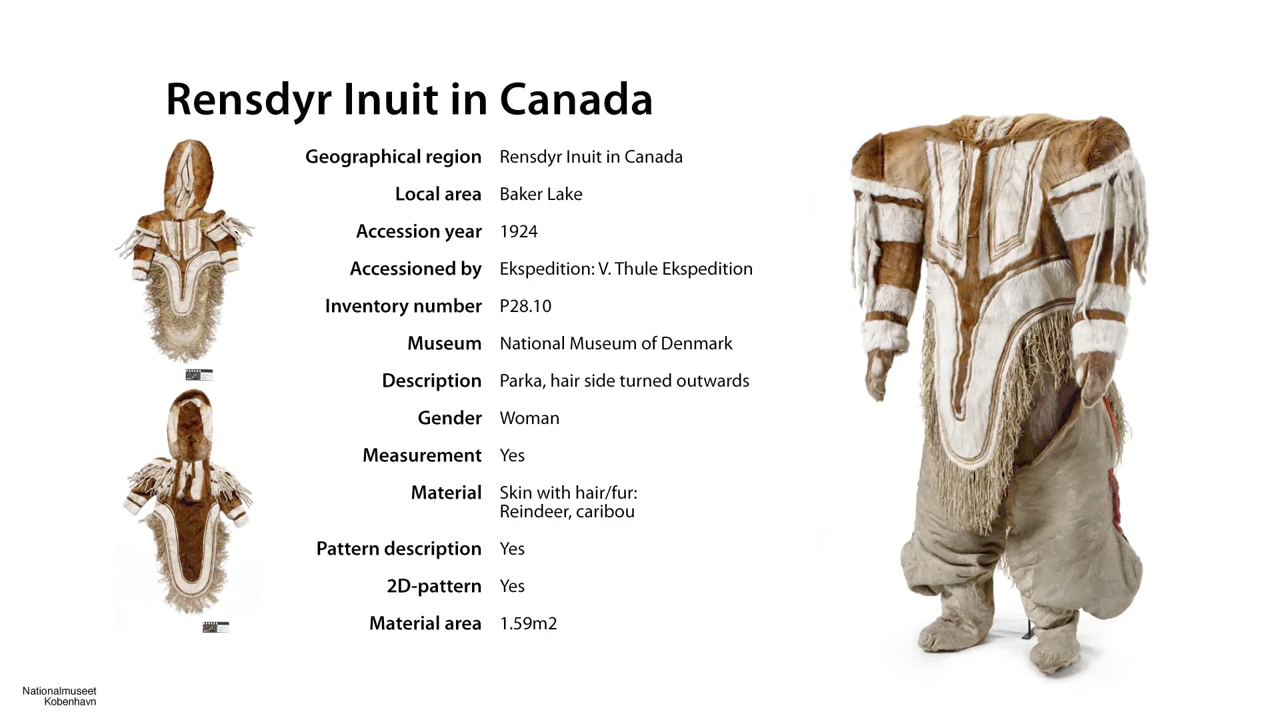 Rensdyr Inuit in Canada
Geographical region Rensdyr Inuit in Canada
Local area Baker Lake
Accession year 1924
Accessioned by Ekspedition: V. Thule Ekspedition
Inventory number P28.10
Museum National Museum of Denmark
Description Parka, hair side turned outwards
Gender Woman
Measurement Yes
Material Skin with hair/fur:
Reindeer, caribou
Pattern description Yes
2D-pattern Yes
Material area 1.59m2
Nationalmuseet
Kobenhavn